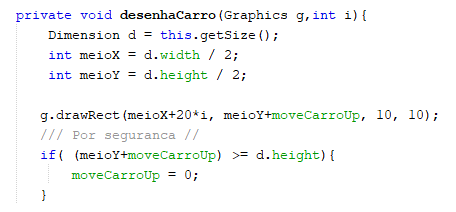 private void desenhaCarro(Graphics g,int i){
Dimension d = this.getSize();
int meioX = d.width / 2;
int meioY = d.height / 2;
g.drawRect(meioX+20*i, meioY+moveCarroUp, 10, 10);
/// Por seguranca //
if( (meioY+moveCarroUp) >= d.height){
moveCarroUp = 0;
}